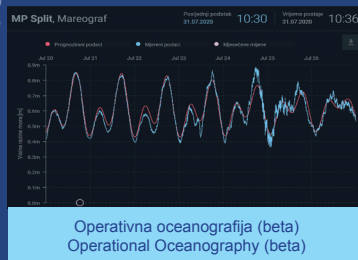 MP Split, Mareograf
Posljednji podatak
31.07.2020
10:30
Vrijeme postaje
31.07.2020
10:36
Prognozirani podaci
Mjereni podaci
Mjesečeve mijene
Jul 20
Jul 21
Jul 22
Jul 23
Jul 24
Jul 25
Jul 26
0.9m
0.8m
0.7m
0.6m
0.5m
0.4m
0.3m
0.2m
0.1m
0.0m
Operativna oceanografija (beta)
Operational Oceanography (beta)